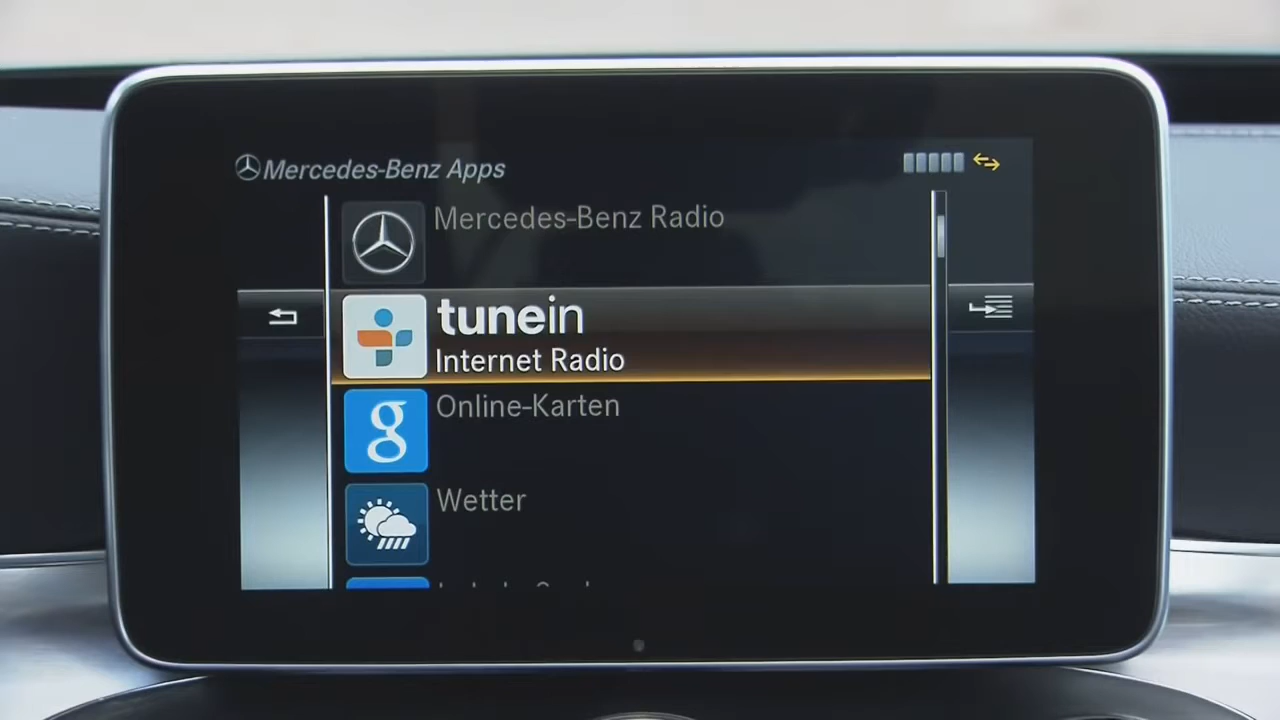 Mercedes-Benz Apps
Mercedes-Benz Radio
tunein
Internet Radio
g
Online-Karten
Wetter